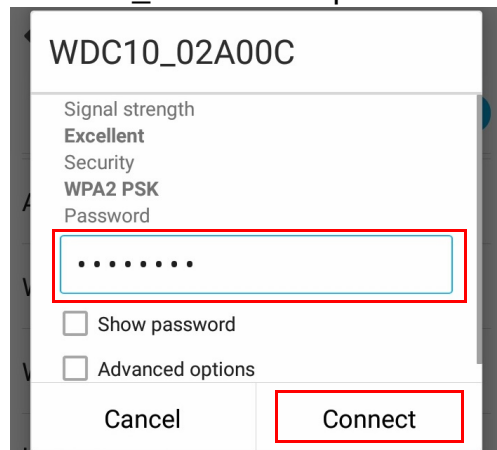 WDC10_02A00C
Signal strength
Excellent
Security
WPA2 PSK
Password
••••••••
Show password
Advanced options
Cancel
Connect